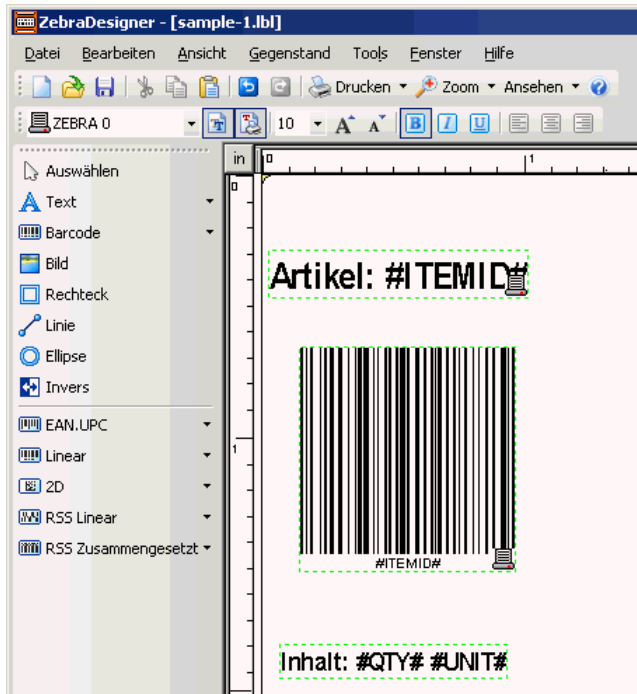 ZebraDesigner - [sample-1.lbl]
Datei Bearbeiten Ansicht Gegenstand Tools Fenster Hilfe
Drucken Zoom Ansehen
ZEBRA 0 10 A A B I U
in 0 1
Auswählen
0
Text
Barcode
Bild
Artikel: #ITEMID#
Rechteck
Linie
Ellipse
Invers
EAN.UPC
Linear
1
2D
RSS Linear
RSS Zusammengesetzt
#ITEMID#
Inhalt: #QTY# #UNIT#